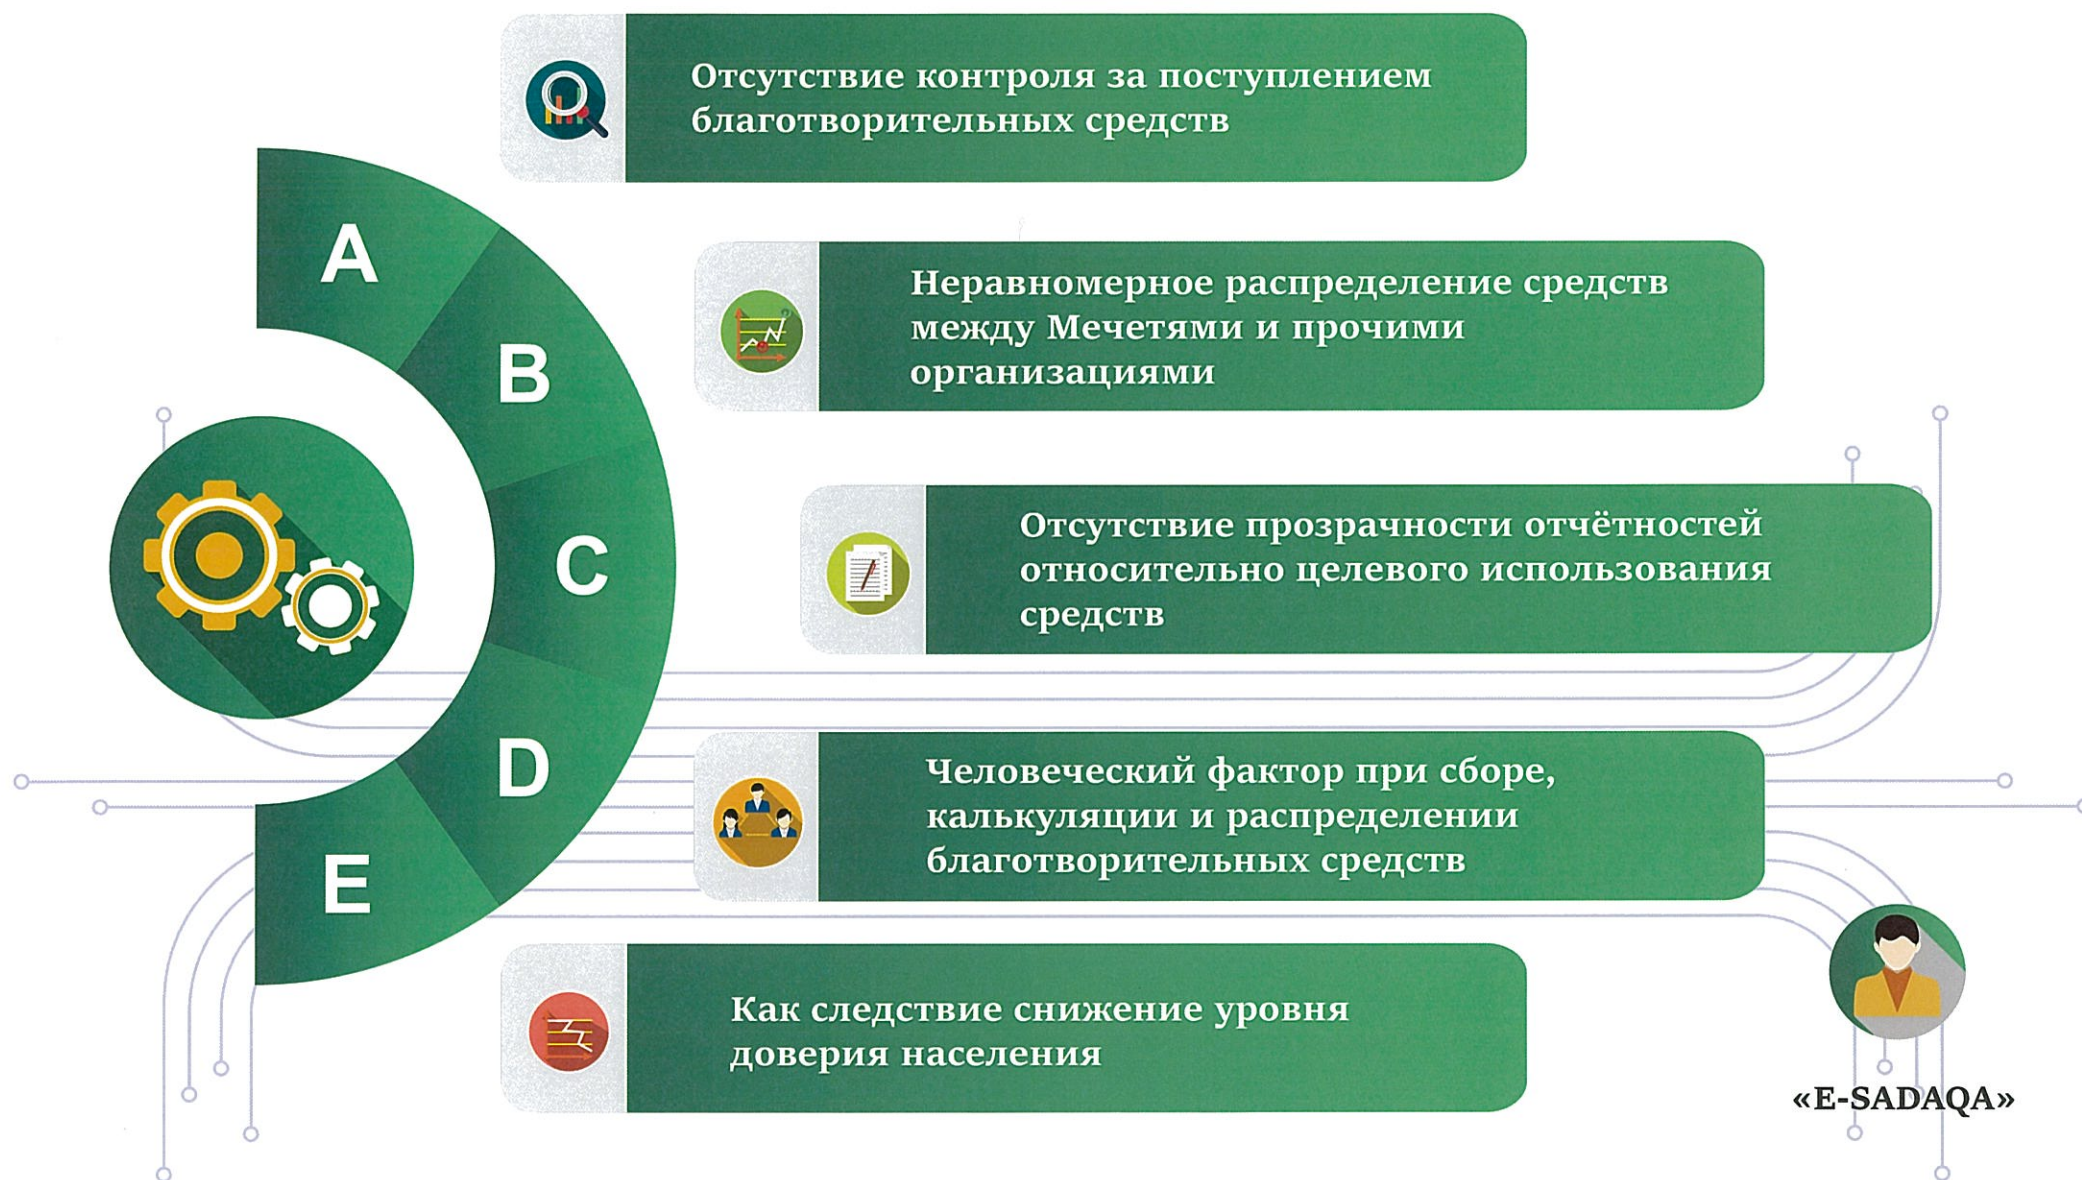 A
Отсутствие контроля за поступлением
благотворительных средств
B
Неравномерное распределение средств
между Мечетями и прочими
организациями
C
Отсутствие прозрачности отчётностей
относительно целевого использования
средств
D
Человеческий фактор при сборе,
калькуляции и распределении
благотворительных средств
E
Как следствие снижение уровня
доверия населения
«E-SADAQA»